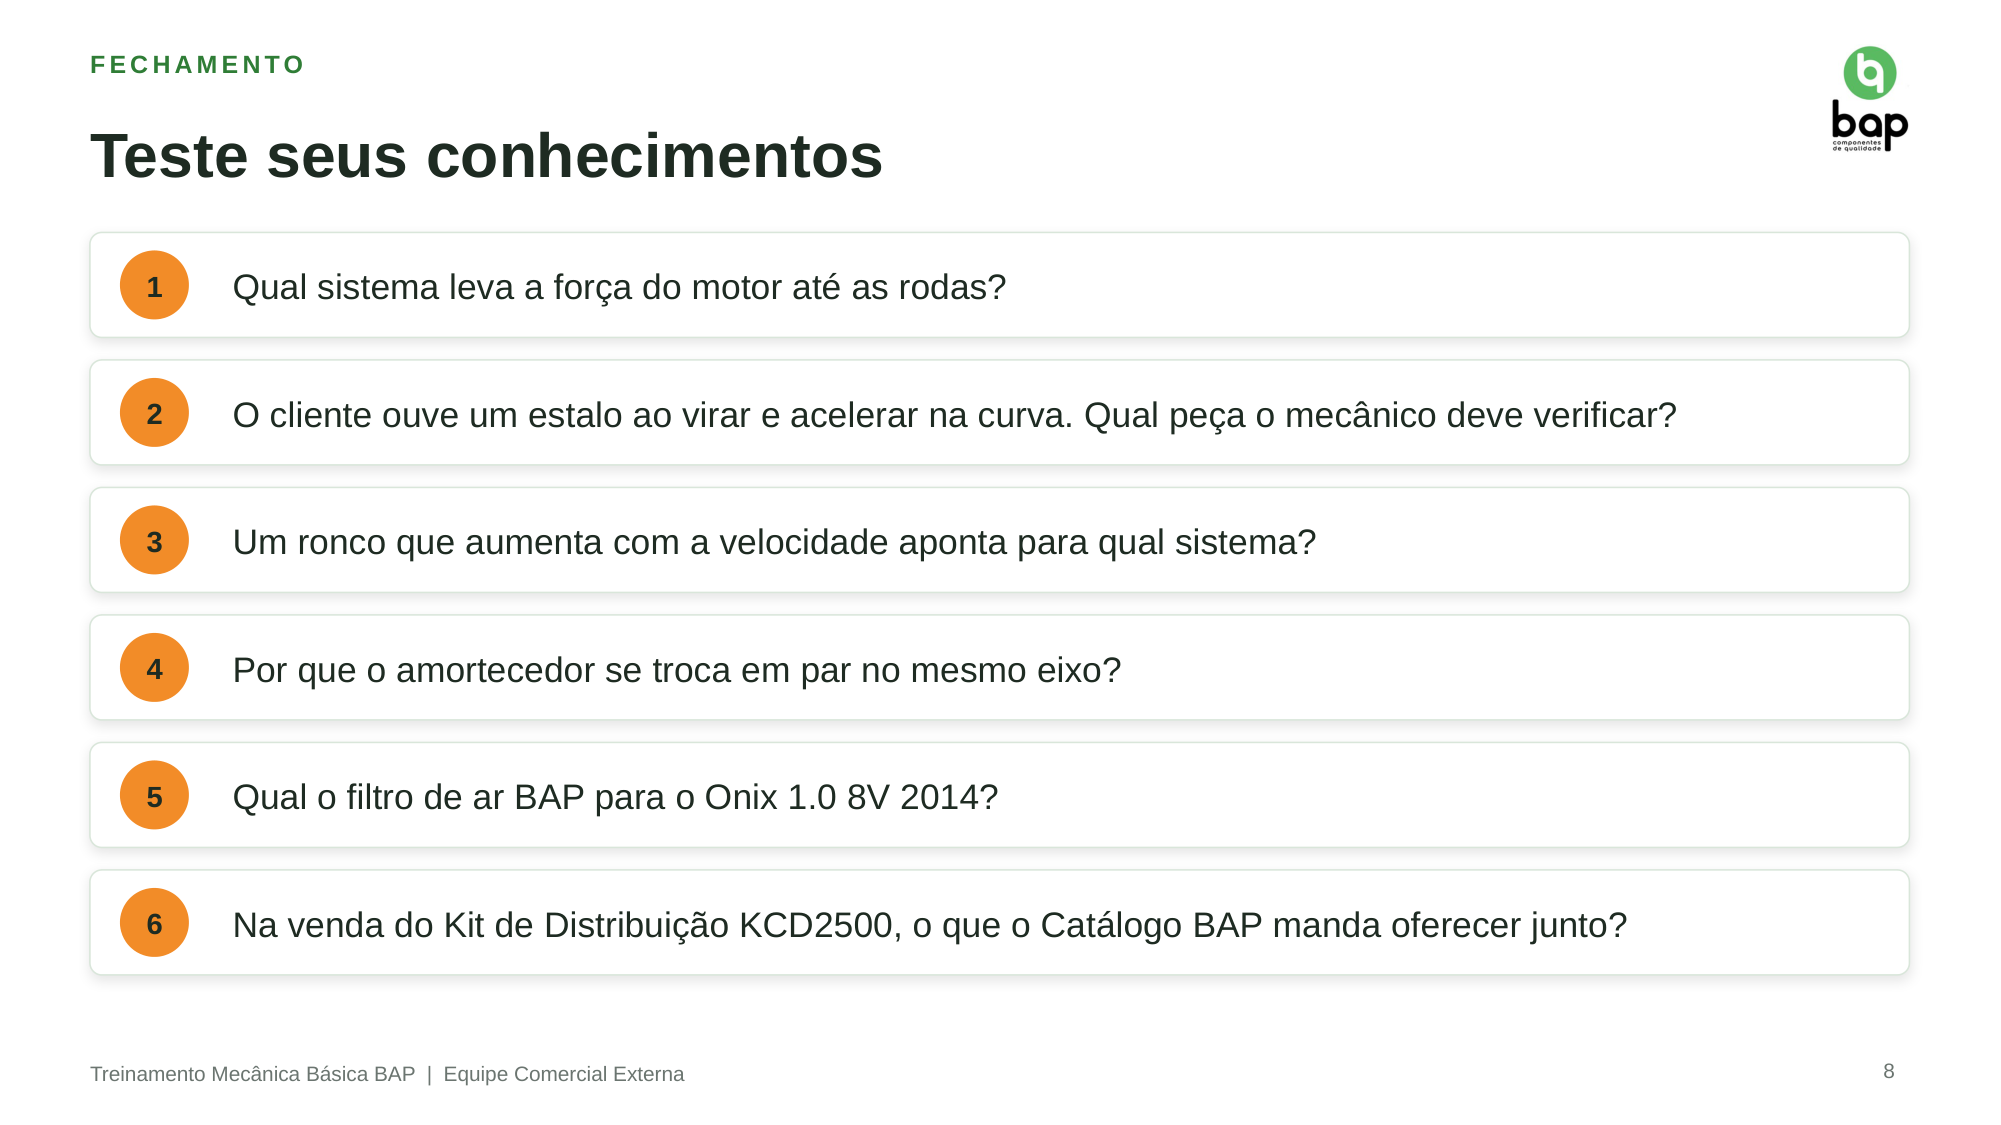 FECHAMENTO
bap
componentes
de qualidade
Teste seus conhecimentos
1
Qual sistema leva a força do motor até as rodas?
2
O cliente ouve um estalo ao virar e acelerar na curva. Qual peça o mecânico deve verificar?
3
Um ronco que aumenta com a velocidade aponta para qual sistema?
4
Por que o amortecedor se troca em par no mesmo eixo?
5
Qual o filtro de ar BAP para o Onix 1.0 8V 2014?
6
Na venda do Kit de Distribuição KCD2500, o que o Catálogo BAP manda oferecer junto?
Treinamento Mecânica Básica BAP | Equipe Comercial Externa
8